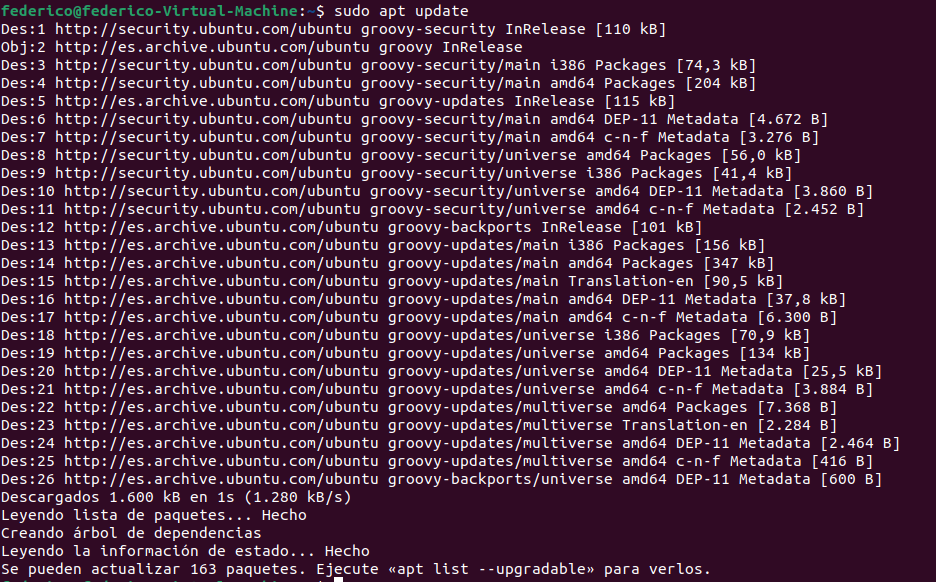 federico@federico-Virtual-Machine:~$ sudo apt update
Des:1 http://security.ubuntu.com/ubuntu groovy-security InRelease [110 kB]
Obj:2 http://es.archive.ubuntu.com/ubuntu groovy InRelease
Des:3 http://security.ubuntu.com/ubuntu groovy-security/main i386 Packages [74,3 kB]
Des:4 http://security.ubuntu.com/ubuntu groovy-security/main amd64 Packages [204 kB]
Des:5 http://es.archive.ubuntu.com/ubuntu groovy-updates InRelease [115 kB]
Des:6 http://security.ubuntu.com/ubuntu groovy-security/main amd64 DEP-11 Metadata [4.672 B]
Des:7 http://security.ubuntu.com/ubuntu groovy-security/main amd64 c-n-f Metadata [3.276 B]
Des:8 http://security.ubuntu.com/ubuntu groovy-security/universe amd64 Packages [56,0 kB]
Des:9 http://security.ubuntu.com/ubuntu groovy-security/universe i386 Packages [41,4 kB]
Des:10 http://security.ubuntu.com/ubuntu groovy-security/universe amd64 DEP-11 Metadata [3.860 B]
Des:11 http://security.ubuntu.com/ubuntu groovy-security/universe amd64 c-n-f Metadata [2.452 B]
Des:12 http://es.archive.ubuntu.com/ubuntu groovy-backports InRelease [101 kB]
Des:13 http://es.archive.ubuntu.com/ubuntu groovy-updates/main i386 Packages [156 kB]
Des:14 http://es.archive.ubuntu.com/ubuntu groovy-updates/main amd64 Packages [347 kB]
Des:15 http://es.archive.ubuntu.com/ubuntu groovy-updates/main Translation-en [90,5 kB]
Des:16 http://es.archive.ubuntu.com/ubuntu groovy-updates/main amd64 DEP-11 Metadata [37,8 kB]
Des:17 http://es.archive.ubuntu.com/ubuntu groovy-updates/main amd64 c-n-f Metadata [6.300 B]
Des:18 http://es.archive.ubuntu.com/ubuntu groovy-updates/universe i386 Packages [70,9 kB]
Des:19 http://es.archive.ubuntu.com/ubuntu groovy-updates/universe amd64 Packages [134 kB]
Des:20 http://es.archive.ubuntu.com/ubuntu groovy-updates/universe amd64 DEP-11 Metadata [25,5 kB]
Des:21 http://es.archive.ubuntu.com/ubuntu groovy-updates/universe amd64 c-n-f Metadata [3.884 B]
Des:22 http://es.archive.ubuntu.com/ubuntu groovy-updates/multiverse amd64 Packages [7.368 B]
Des:23 http://es.archive.ubuntu.com/ubuntu groovy-updates/multiverse Translation-en [2.284 B]
Des:24 http://es.archive.ubuntu.com/ubuntu groovy-updates/multiverse amd64 DEP-11 Metadata [2.464 B]
Des:25 http://es.archive.ubuntu.com/ubuntu groovy-updates/multiverse amd64 c-n-f Metadata [416 B]
Des:26 http://es.archive.ubuntu.com/ubuntu groovy-backports/universe amd64 DEP-11 Metadata [600 B]
Descargados 1.600 kB en 1s (1.280 kB/s)
Leyendo lista de paquetes... Hecho
Creando árbol de dependencias
Leyendo la información de estado... Hecho
Se pueden actualizar 163 paquetes. Ejecute «apt list --upgradable» para verlos.